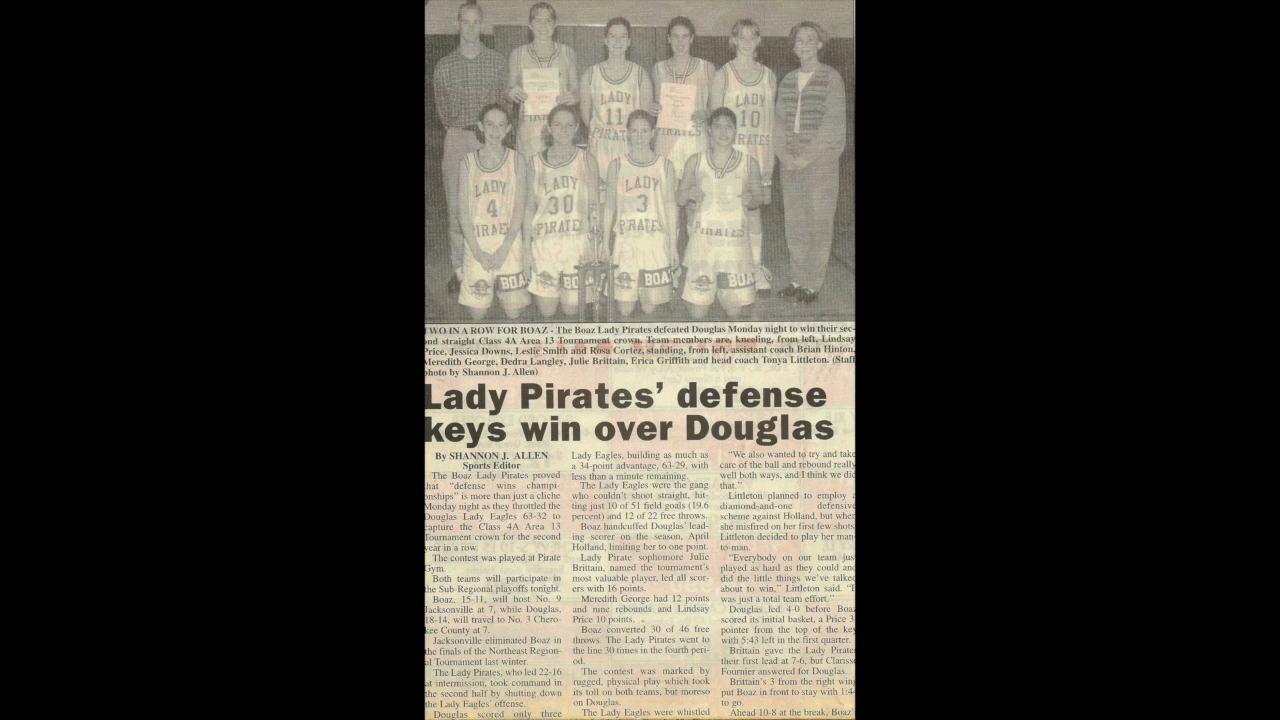 LADY
11
PIRATES
PIRATES
LADY
10
PIRATES
LADY
4
PIRATES
LADY
30
PIRATES
LADY
3
PIRATES
PIRATES
BOA
BO
BOA
BOA
TWO IN A ROW FOR BOAZ - The Boaz Lady Pirates defeated Douglas Monday night to win their sec-
ond straight Class 4A Area 13 Tournament crown. Team members are, kneeling, from left, Lindsay
Price, Jessica Downs, Leslie Smith and Rosa Cortez, standing, from left, assistant coach Brian Hinton,
Meredith George, Dedra Langley, Julie Brittain, Erica Griffith and head coach Tonya Littleton. (Staff
photo by Shannon J. Allen)
Lady Pirates' defense
keys win over Douglas
By SHANNON J. ALLEN
Sports Editor
The Boaz Lady Pirates proved
that "defense wins champi-
onships" is more than just a cliche
Monday night as they throttled the
Douglas Lady Eagles 63-32 to
capture the Class 4A Area 13
Tournament crown for the second
year in a row.
The contest was played at Pirate
Gym.
Both teams will participate in
the Sub-Regional playoffs tonight.
Boaz, 15-11, will host No. 9
Jacksonville at 7, while Douglas,
18-14, will travel to No. 3 Chero-
kee County at 7.
Jacksonville eliminated Boaz in
the finals of the Northeast Region-
al Tournament last winter.
The Lady Pirates, who led 22-16
at intermission, took command in
the second half by shutting down
the Lady Eagles' offense.
Douglas scored only three
Lady Eagles, building as much as
a 34-point advantage, 63-29, with
less than a minute remaining.
The Lady Eagles were the gang
who couldn't shoot straight, hit-
ting just 10 of 51 field goals (19.6
percent) and 12 of 22 free throws.
Boaz handcuffed Douglas' lead-
ing scorer on the season, April
Holland, limiting her to one point.
Lady Pirate sophomore Julie
Brittain, named the tournament's
most valuable player, led all scor-
ers with 16 points.
Meredith George had 12 points
and nine rebounds and Lindsay
Price 10 points.
Boaz converted 30 of 46 free
throws. The Lady Pirates went to
the line 30 times in the fourth peri-
od.
The contest was marked by
rugged, physical play which took
its toll on both teams, but moreso
on Douglas.
The Lady Eagles were whistled
"We also wanted to try and take
care of the ball and rebound really
well both ways, and I think we did
that."
Littleton planned to employ a
diamond-and-one defensive
scheme against Holland, but when
she misfired on her first few shots
Littleton decided to play her man-
to-man.
"Everybody on our team just
played as hard as they could and
did the little things we've talked
about to win," Littleton said. "I
was just a total team effort."
Douglas led 4-0 before Boaz
scored its initial basket, a Price 3-
pointer from the top of the key
with 5:43 left in the first quarter.
Brittain gave the Lady Pirates
their first lead at 7-6, but Clarisse
Fournier answered for Douglas.
Brittain's 3 from the right wing
put Boaz in front to stay with 1:44
to go.
Ahead 10-8 at the break, Boaz'